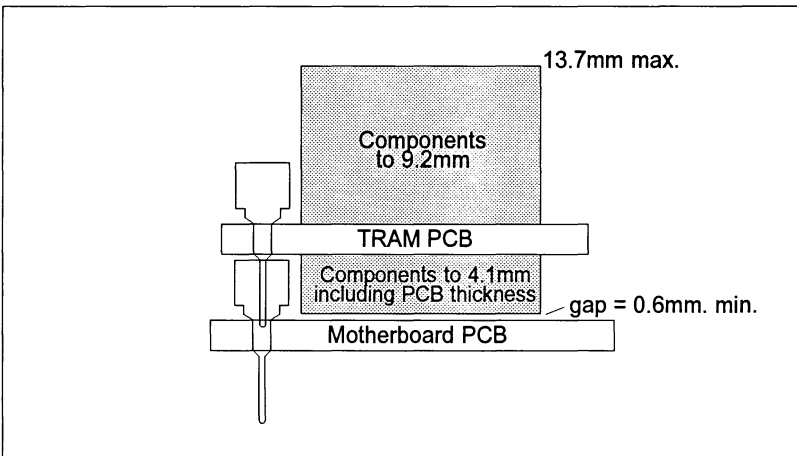 13.7mm max.
Components
to 9.2mm
TRAM PCB
Components to 4.1mm
including PCB thickness
gap = 0.6mm. min.
Motherboard PCB